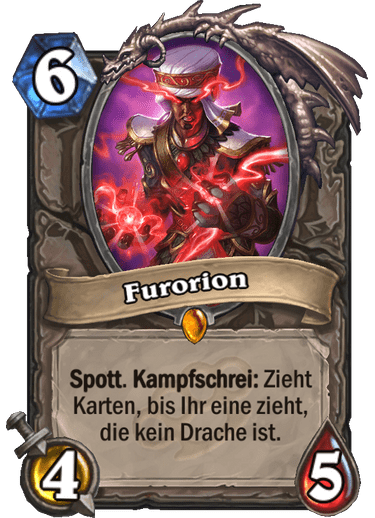 6
Furorion
Spott. Kampfschrei: Zieht
Karten, bis Ihr eine zieht,
die kein Drache ist.
4
5